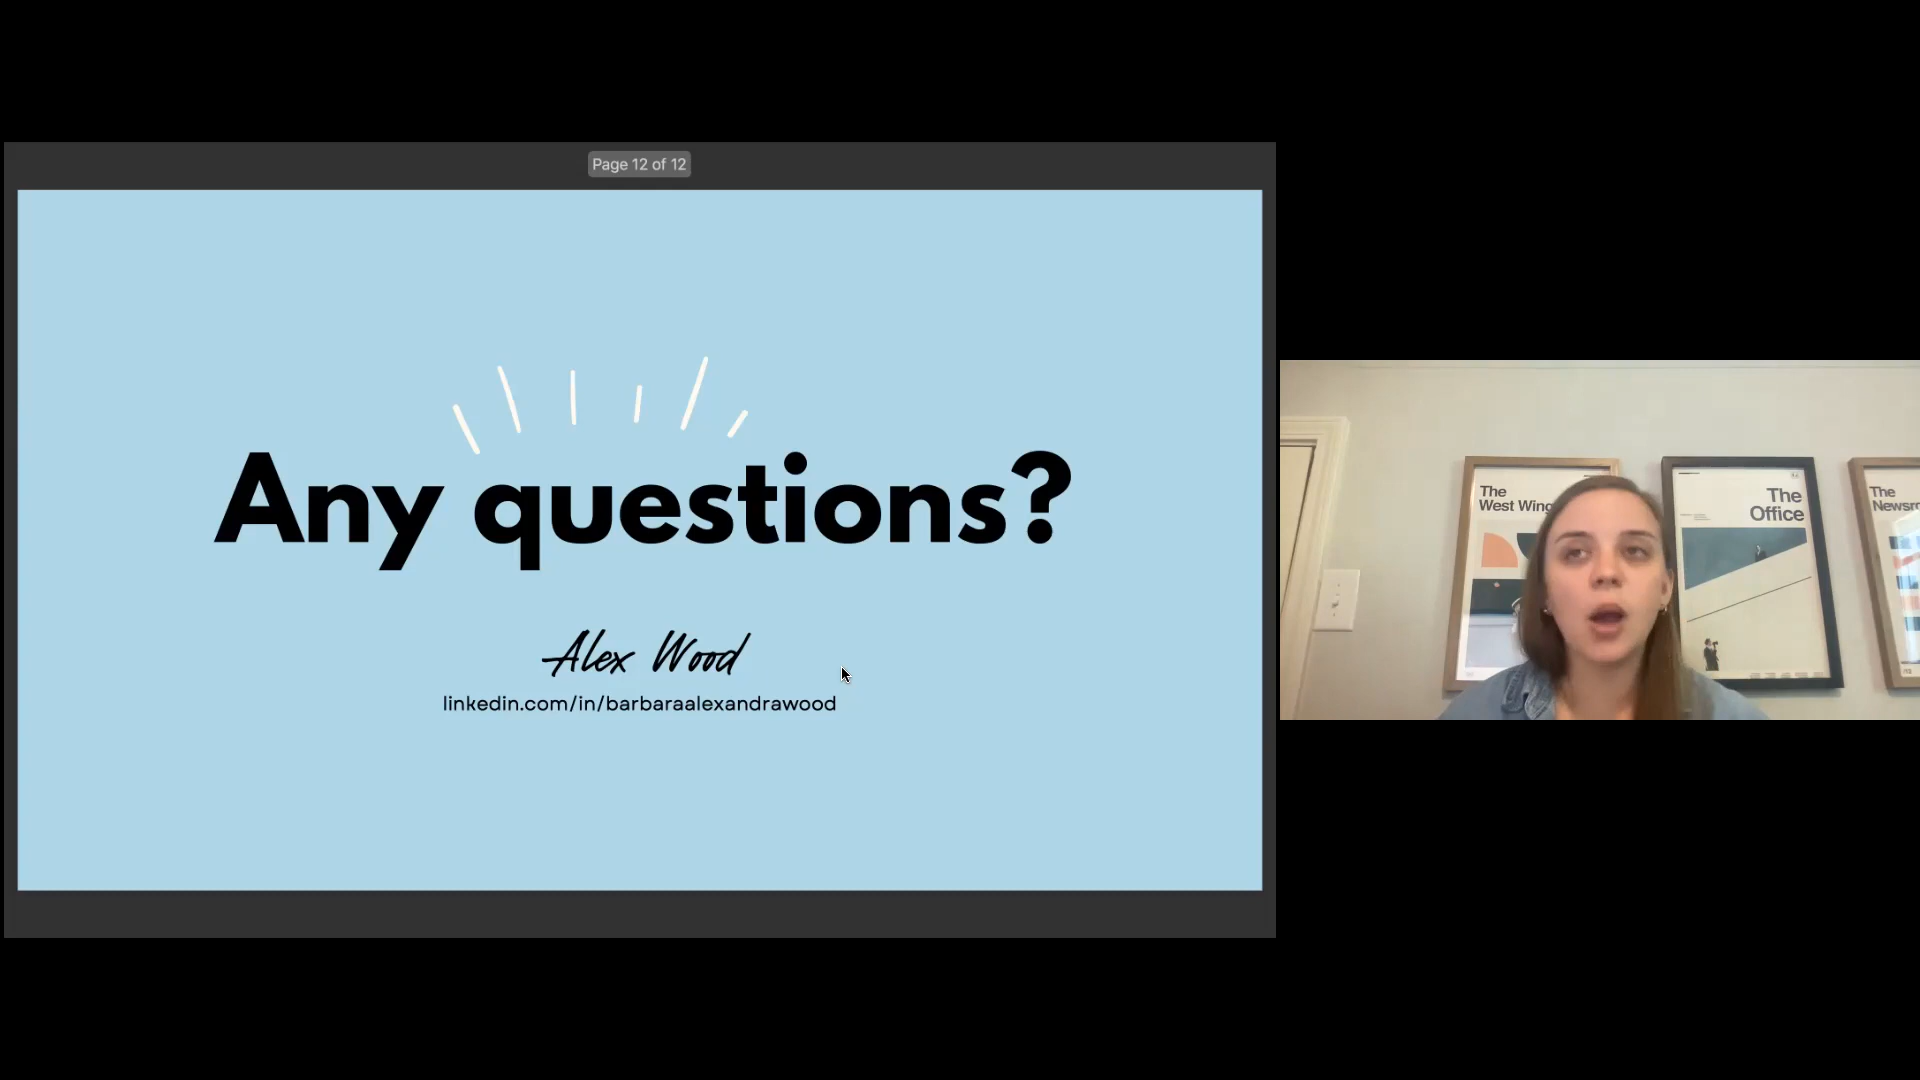 Page 12 of 12
Any questions?
Alex Wood
linkedin.com/in/barbaraalexandrawood
The
West Wing
The
Office
The